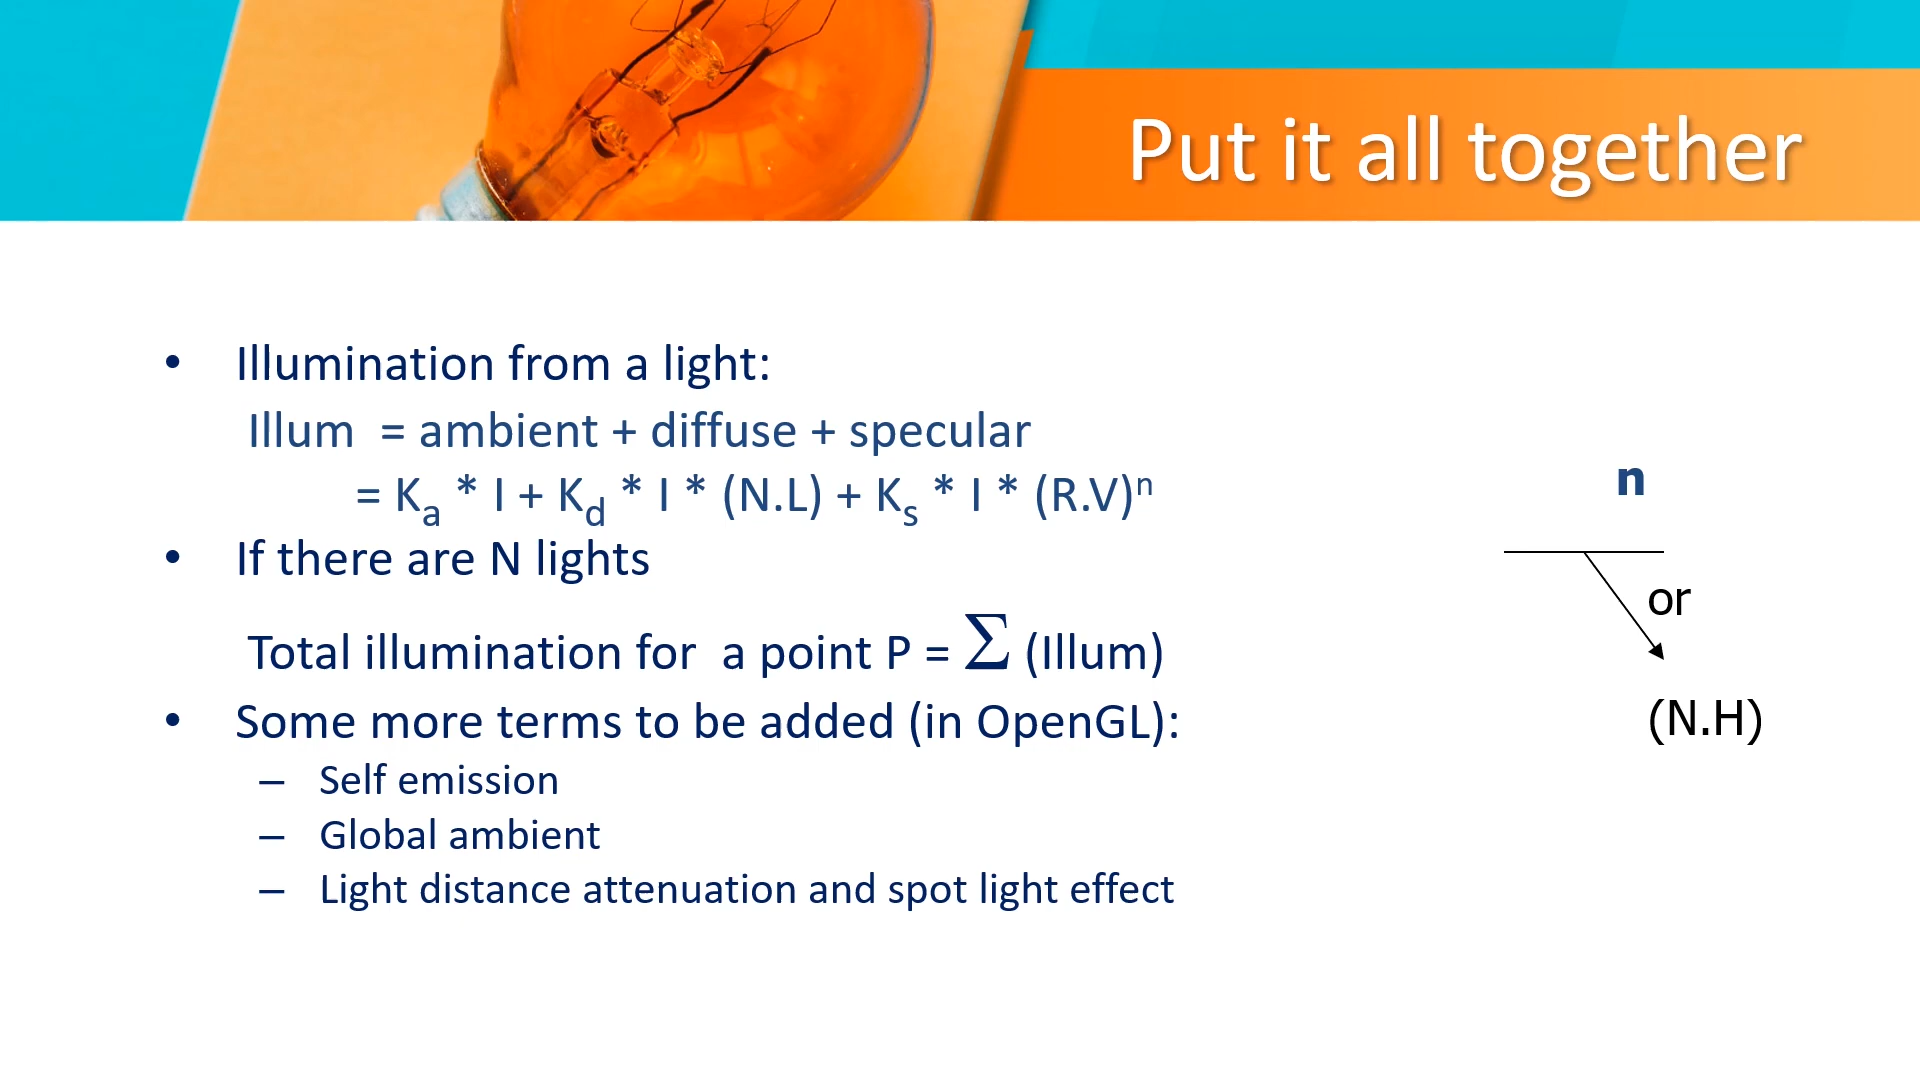 Put it all together
• Illumination from a light:
Illum = ambient + diffuse + specular
= Kₐ * I + K_d * I * (N.L) + Kₛ * I * (R.V)ⁿ
n
• If there are N lights
or
Total illumination for a point P = Σ (Illum)
• Some more terms to be added (in OpenGL):
(N.H)
– Self emission
– Global ambient
– Light distance attenuation and spot light effect